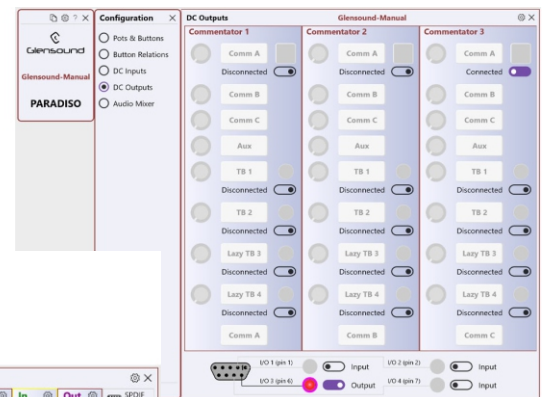 Configuration
Glensound
Glensound-Manual
PARADISO
Pots & Buttons
Button Relations
DC Inputs
DC Outputs
Audio Mixer
DC Outputs Glensound-Manual
Commentator 1 Commentator 2 Commentator 3
Comm A Comm A Comm A
Disconnected Disconnected Connected
Comm B Comm B Comm B
Comm C Comm C Comm C
Aux Aux Aux
TB 1 TB 1 TB 1
Disconnected Disconnected Disconnected
TB 2 TB 2 TB 2
Disconnected Disconnected Disconnected
Lazy TB 3 Lazy TB 3 Lazy TB 3
Disconnected Disconnected Disconnected
Lazy TB 4 Lazy TB 4 Lazy TB 4
Disconnected Disconnected Disconnected
Comm A Comm B Comm C
I/O 1 (pin 1) Input I/O 2 (pin 2) Input
I/O 3 (pin 6) Output I/O 4 (pin 7) Input
In Out SPDIF